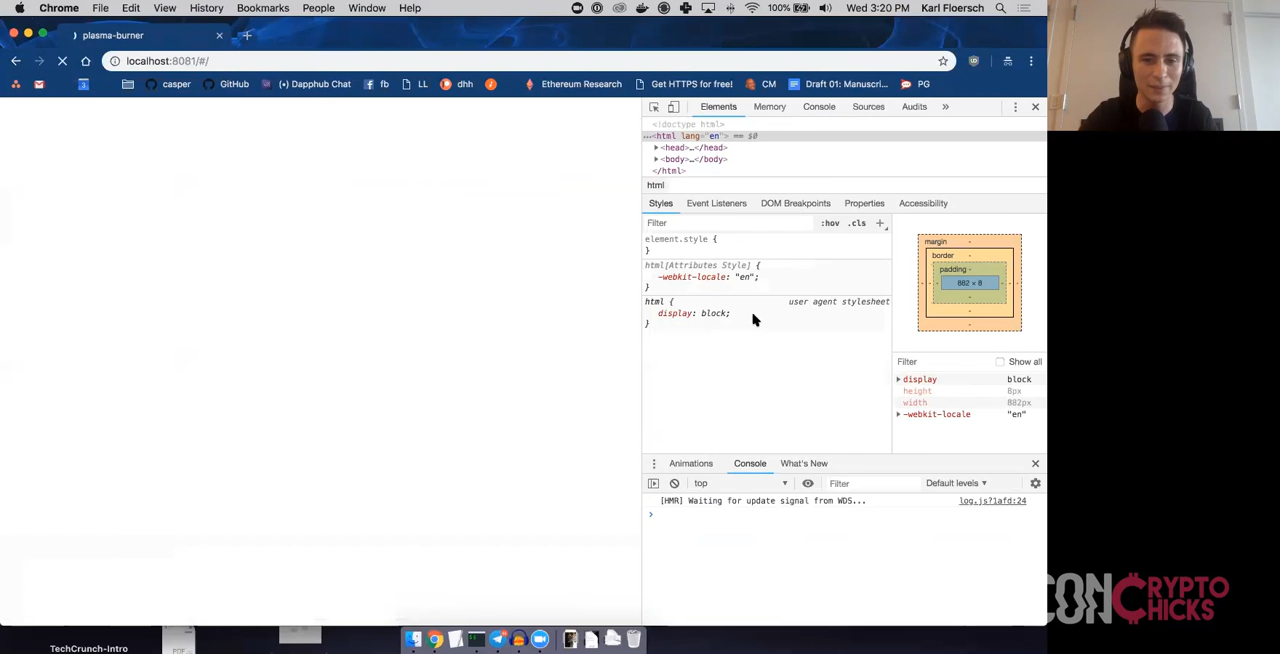 Chrome File Edit View History Bookmarks People Window Help 100% Wed 3:20 PM Karl Floersch
plasma-burner
localhost:8081/#/
3 casper GitHub (•) Dapphub Chat fb LL dhh Ethereum Research Get HTTPS for free! CM Draft 01: Manuscri... PG
Elements Memory Console Sources Audits »
<!doctype html>
...<html lang="en"> == $0
<head>…</head>
<body>…</body>
</html>
html
Styles Event Listeners DOM Breakpoints Properties Accessibility
Filter :hov .cls +
element.style {
}
html[Attributes Style] {
-webkit-locale: "en";
}
html { user agent stylesheet
display: block;
}
margin -
border -
padding -
- - - 882 × 8 - - -
-
-
-
Filter Show all
display block
height 8px
width 882px
-webkit-locale "en"
Animations Console What's New
top Filter Default levels
[HMR] Waiting for update signal from WDS... log.js?1afd:24
>
CON CRYPTO
CHICKS
TechCrunch-Intro
PDF